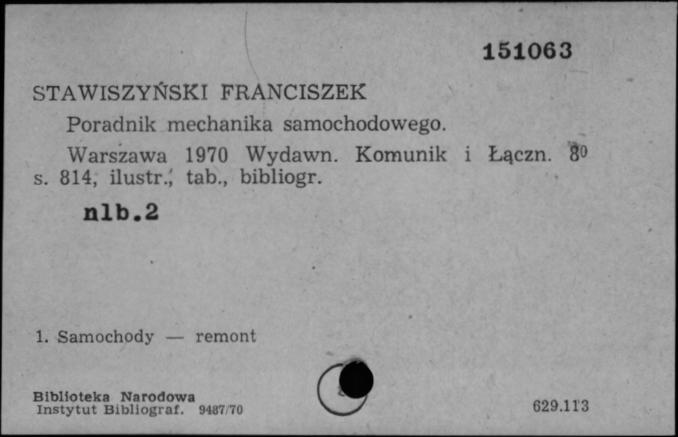 151063
STAWISZYŃSKI FRANCISZEK
Poradnik mechanika samochodowego.
Warszawa 1970 Wydawn. Komunik i Łączn. 8⁰
s. 814, ilustr., tab., bibliogr.
nlb.2
1. Samochody — remont
Biblioteka Narodowa
Instytut Bibliograf. 9487/70
629.113